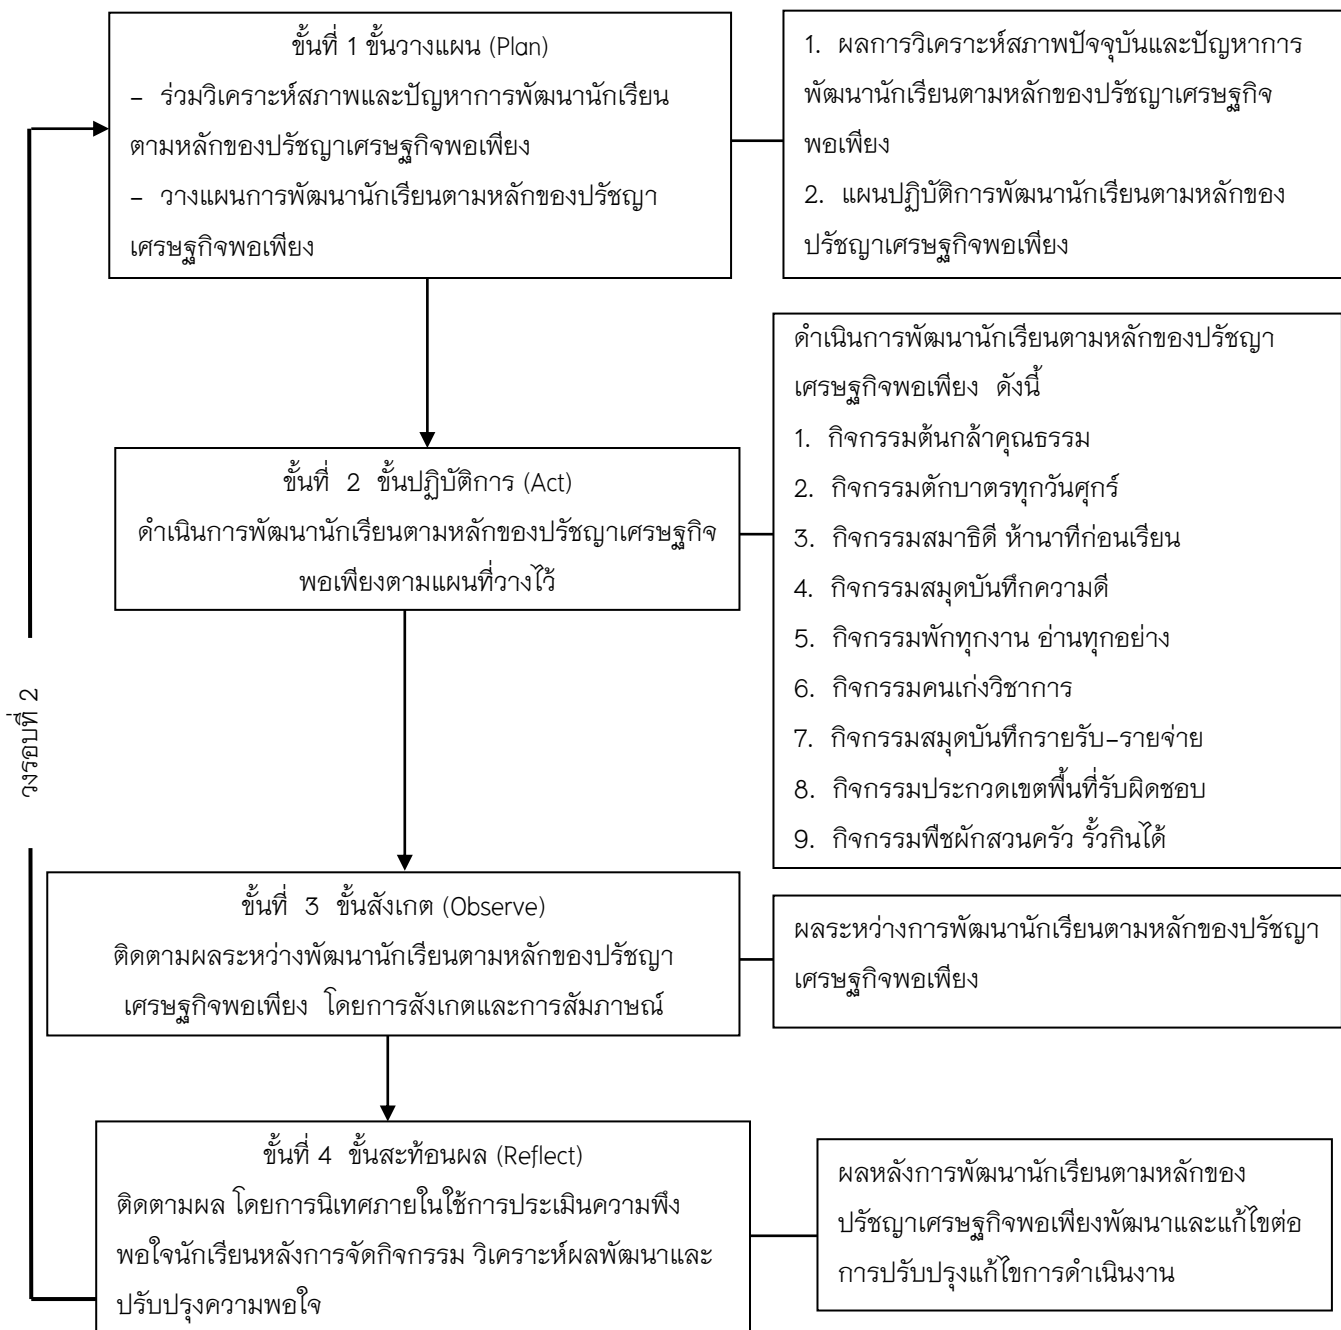 ขั้นที่ 1 ขั้นวางแผน (Plan)
– ร่วมวิเคราะห์สภาพและปัญหาการพัฒนานักเรียน
ตามหลักของปรัชญาเศรษฐกิจพอเพียง
– วางแผนการพัฒนานักเรียนตามหลักของปรัชญา
เศรษฐกิจพอเพียง
1. ผลการวิเคราะห์สภาพปัจจุบันและปัญหาการ
พัฒนานักเรียนตามหลักของปรัชญาเศรษฐกิจ
พอเพียง
2. แผนปฏิบัติการพัฒนานักเรียนตามหลักของ
ปรัชญาเศรษฐกิจพอเพียง
ขั้นที่ 2 ขั้นปฏิบัติการ (Act)
ดำเนินการพัฒนานักเรียนตามหลักของปรัชญาเศรษฐกิจ
พอเพียงตามแผนที่วางไว้
ดำเนินการพัฒนานักเรียนตามหลักของปรัชญา
เศรษฐกิจพอเพียง ดังนี้
1. กิจกรรมต้นกล้าคุณธรรม
2. กิจกรรมตักบาตรทุกวันศุกร์
3. กิจกรรมสมาธิดี ห้านาทีก่อนเรียน
4. กิจกรรมสมุดบันทึกความดี
5. กิจกรรมพักทุกงาน อ่านทุกอย่าง
6. กิจกรรมคนเก่งวิชาการ
7. กิจกรรมสมุดบันทึกรายรับ–รายจ่าย
8. กิจกรรมประกวดเขตพื้นที่รับผิดชอบ
9. กิจกรรมพืชผักสวนครัว รั้วกินได้
วงรอบที่ 2
ขั้นที่ 3 ขั้นสังเกต (Observe)
ติดตามผลระหว่างพัฒนานักเรียนตามหลักของปรัชญา
เศรษฐกิจพอเพียง โดยการสังเกตและการสัมภาษณ์
ผลระหว่างการพัฒนานักเรียนตามหลักของปรัชญา
เศรษฐกิจพอเพียง
ขั้นที่ 4 ขั้นสะท้อนผล (Reflect)
ติดตามผล โดยการนิเทศภายในใช้การประเมินความพึง
พอใจนักเรียนหลังการจัดกิจกรรม วิเคราะห์ผลพัฒนาและ
ปรับปรุงความพอใจ
ผลหลังการพัฒนานักเรียนตามหลักของ
ปรัชญาเศรษฐกิจพอเพียงพัฒนาและแก้ไขต่อ
การปรับปรุงแก้ไขการดำเนินงาน